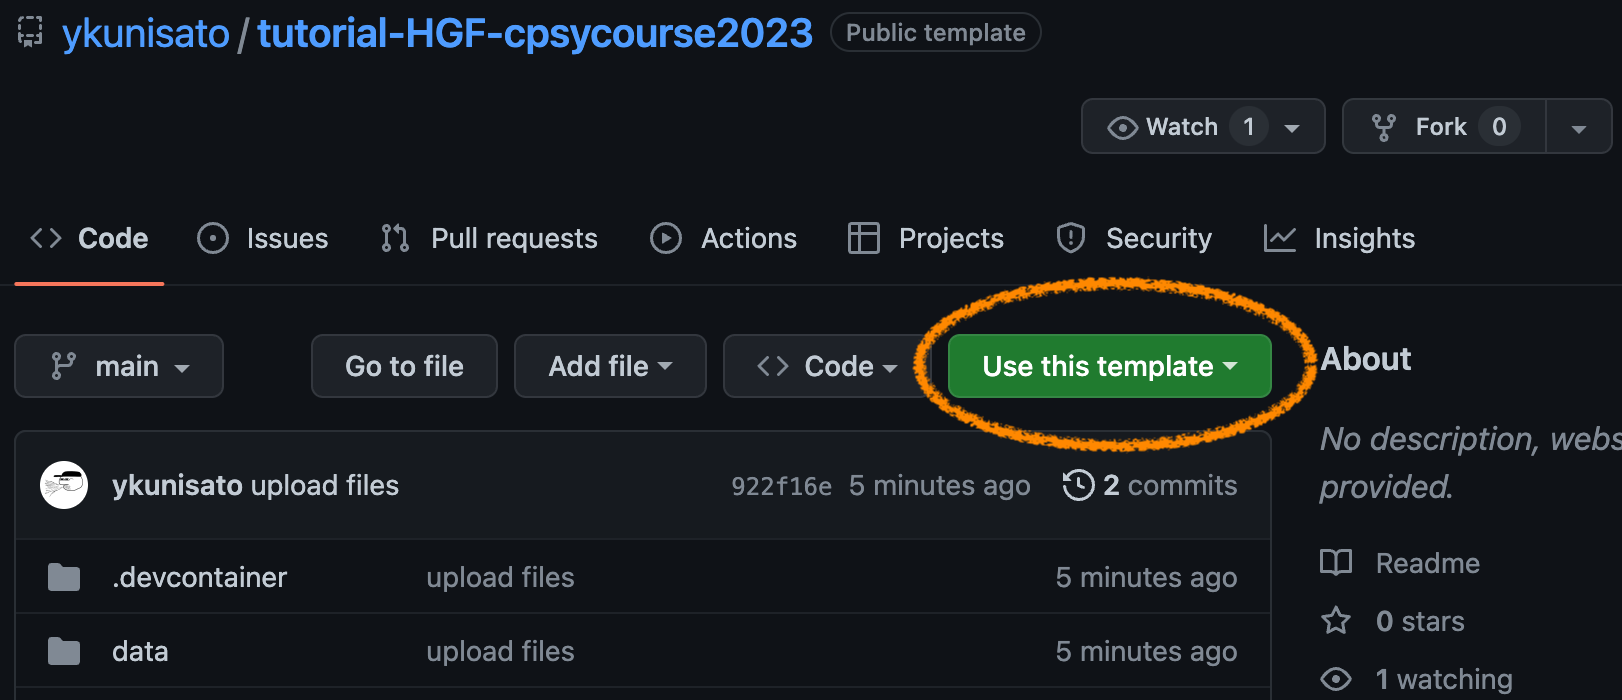 ykunisato / tutorial-HGF-cpsycourse2023 Public template
Watch 1 Fork 0
Code Issues Pull requests Actions Projects Security Insights
main Go to file Add file Code Use this template About
No description, webs
provided.
ykunisato upload files 922f16e 5 minutes ago 2 commits
.devcontainer upload files 5 minutes ago Readme
0 stars
data upload files 5 minutes ago
1 watching